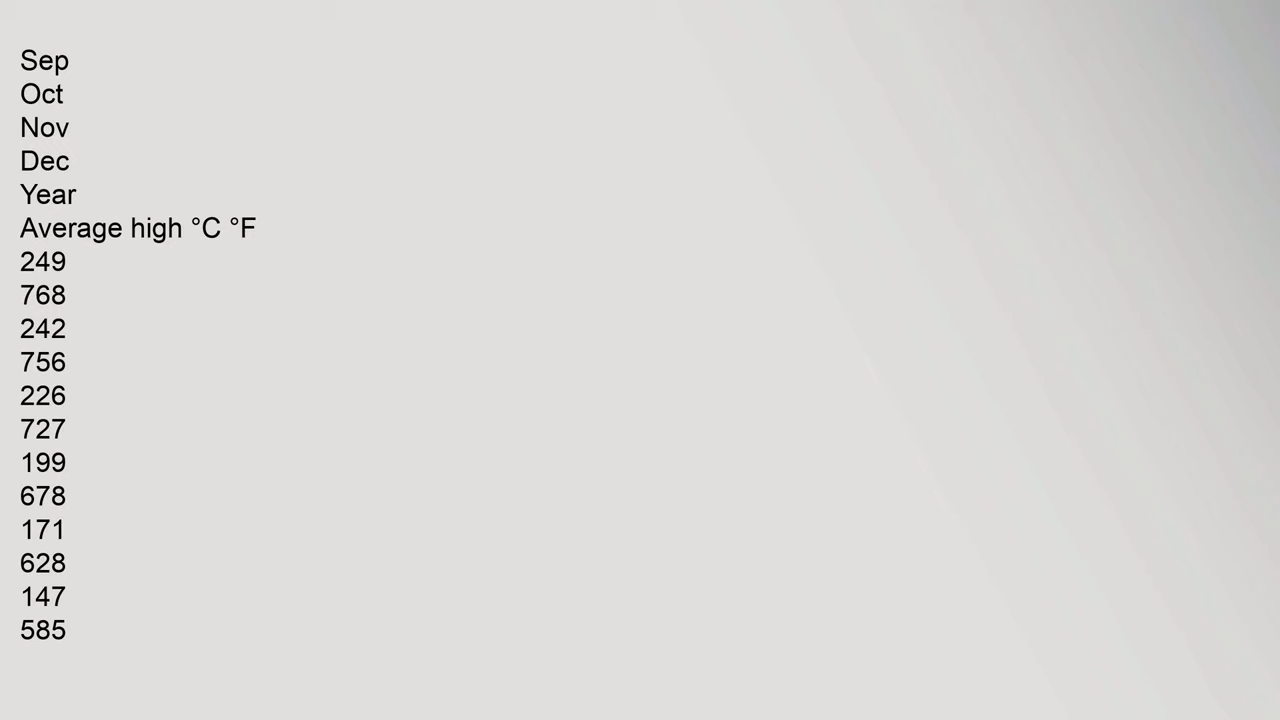 Sep
Oct
Nov
Dec
Year
Average high °C °F
249
768
242
756
226
727
199
678
171
628
147
585